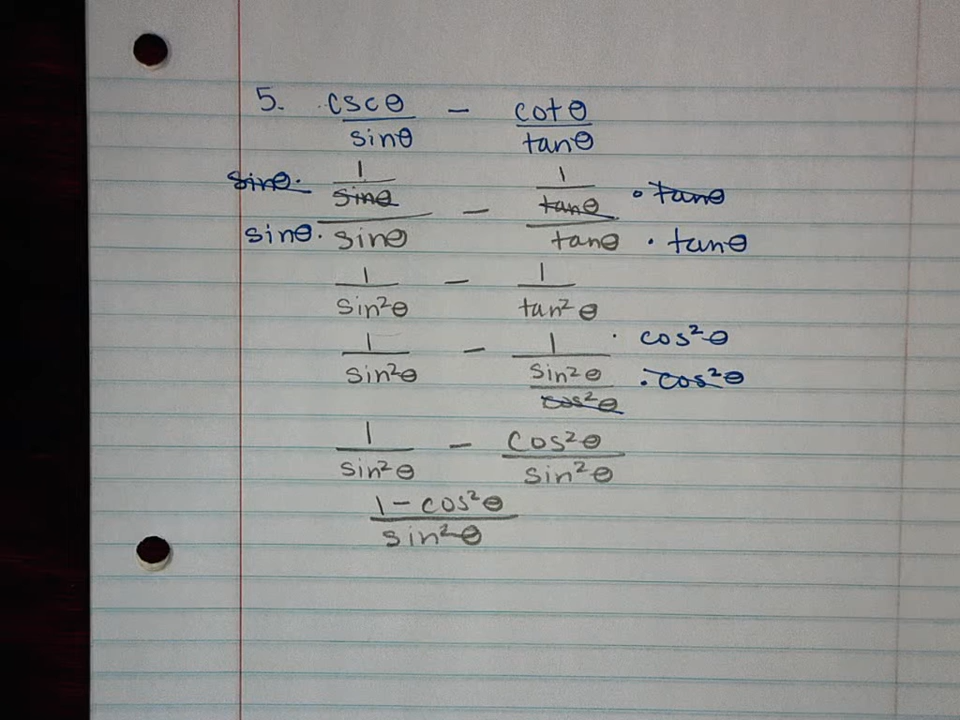 5. cscθ/sinθ − cotθ/tanθ
sinθ · (1/sinθ)/sinθ · sinθ − (1/tanθ)/tanθ · tanθ · tanθ
1/sin²θ − 1/tan²θ
1/sin²θ − 1/(sin²θ/cos²θ) · cos²θ · cos²θ
1/sin²θ − cos²θ/sin²θ
1 − cos²θ/sin²θ